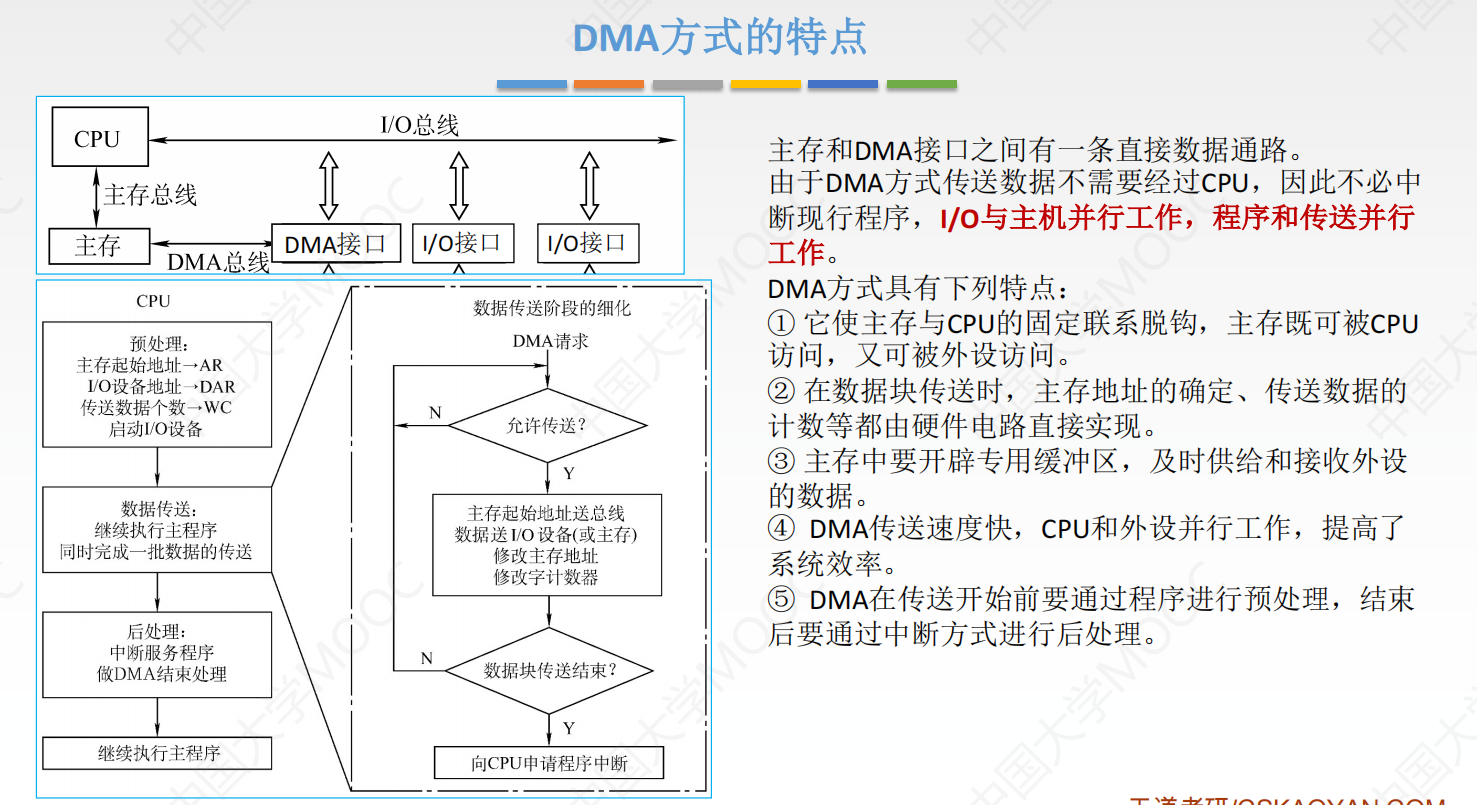 DMA方式的特点
I/O总线
CPU
主存总线
主存
DMA总线
DMA接口
I/O接口
I/O接口
主存和DMA接口之间有一条直接数据通路。
由于DMA方式传送数据不需要经过CPU，因此不必中
断现行程序，I/O与主机并行工作，程序和传送并行
工作。
DMA方式具有下列特点：
① 它使主存与CPU的固定联系脱钩，主存既可被CPU
访问，又可被外设访问。
② 在数据块传送时，主存地址的确定、传送数据的
计数等都由硬件电路直接实现。
③ 主存中要开辟专用缓冲区，及时供给和接收外设
的数据。
④ DMA传送速度快，CPU和外设并行工作，提高了
系统效率。
⑤ DMA在传送开始前要通过程序进行预处理，结束
后要通过中断方式进行后处理。
CPU
预处理：
主存起始地址→AR
I/O设备地址→DAR
传送数据个数→WC
启动I/O设备
数据传送：
继续执行主程序
同时完成一批数据的传送
后处理：
中断服务程序
做DMA结束处理
继续执行主程序
数据传送阶段的细化
DMA请求
N
允许传送？
Y
主存起始地址送总线
数据送I/O设备(或主存)
修改主存地址
修改字计数器
N
数据块传送结束？
Y
向CPU申请程序中断
中国大学MOOC
王道考研/CSKAOYAN.COM